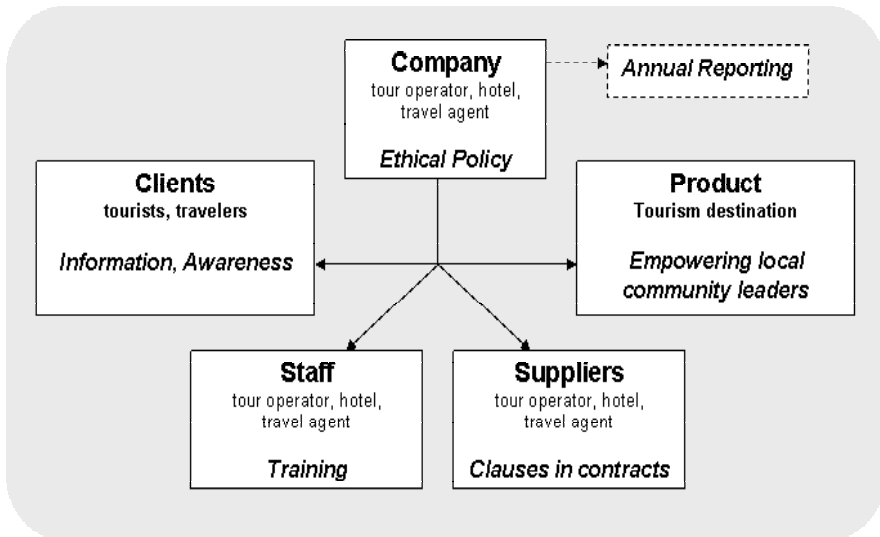 Company
tour operator, hotel,
travel agent
Ethical Policy
Annual Reporting
Clients
tourists, travelers
Information, Awareness
Product
Tourism destination
Empowering local
community leaders
Staff
tour operator, hotel,
travel agent
Training
Suppliers
tour operator, hotel,
travel agent
Clauses in contracts